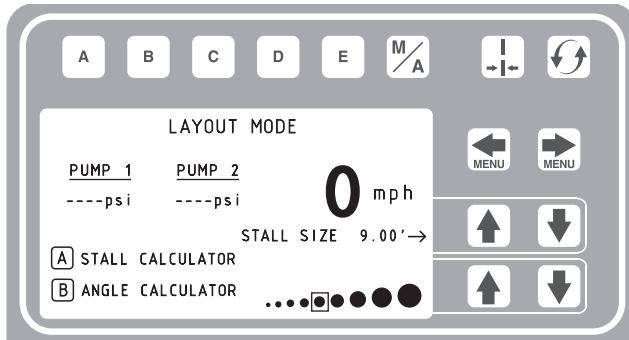 A B C D E M/A
LAYOUT MODE
MENU MENU
PUMP 1 PUMP 2
0 mph
----psi ----psi
STALL SIZE 9.00'→
A STALL CALCULATOR
B ANGLE CALCULATOR